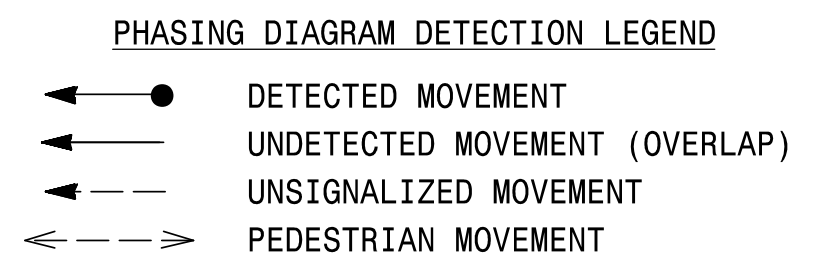 PHASING DIAGRAM DETECTION LEGEND
DETECTED MOVEMENT
UNDETECTED MOVEMENT (OVERLAP)
UNSIGNALIZED MOVEMENT
PEDESTRIAN MOVEMENT